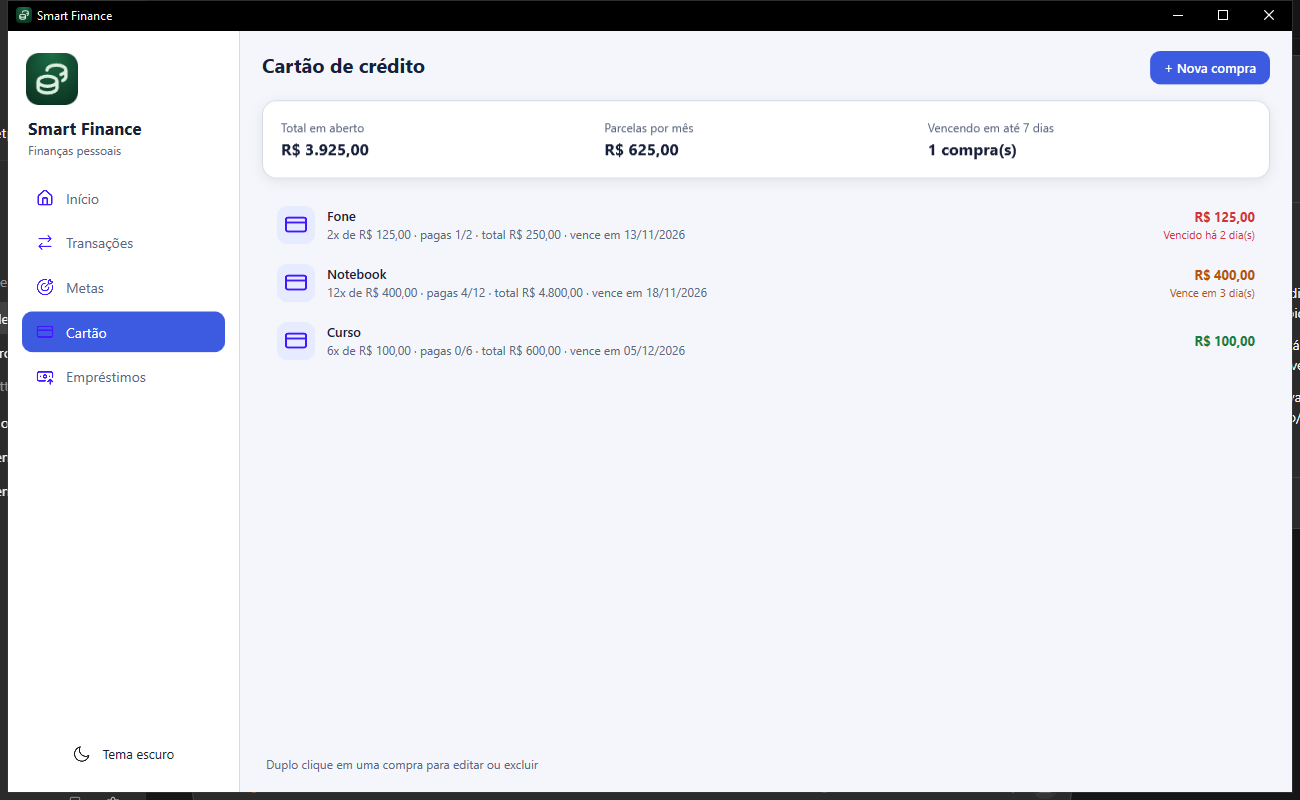 Smart Finance
Smart Finance
Finanças pessoais
Início
Transações
Metas
Cartão
Empréstimos
Tema escuro
Cartão de crédito
+ Nova compra
Total em aberto
R$ 3.925,00
Parcelas por mês
R$ 625,00
Vencendo em até 7 dias
1 compra(s)
Fone
2x de R$ 125,00 · pagas 1/2 · total R$ 250,00 · vence em 13/11/2026
R$ 125,00
Vencido há 2 dia(s)
Notebook
12x de R$ 400,00 · pagas 4/12 · total R$ 4.800,00 · vence em 18/11/2026
R$ 400,00
Vence em 3 dia(s)
Curso
6x de R$ 100,00 · pagas 0/6 · total R$ 600,00 · vence em 05/12/2026
R$ 100,00
Duplo clique em uma compra para editar ou excluir